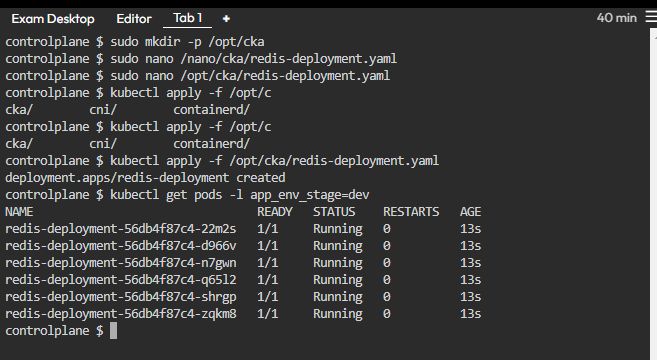 Exam Desktop Editor Tab 1 + 40 min
controlplane $ sudo mkdir -p /opt/cka
controlplane $ sudo nano /nano/cka/redis-deployment.yaml
controlplane $ sudo nano /opt/cka/redis-deployment.yaml
controlplane $ kubectl apply -f /opt/c
cka/ cni/ containerd/
controlplane $ kubectl apply -f /opt/c
cka/ cni/ containerd/
controlplane $ kubectl apply -f /opt/cka/redis-deployment.yaml
deployment.apps/redis-deployment created
controlplane $ kubectl get pods -l app_env_stage=dev
NAME READY STATUS RESTARTS AGE
redis-deployment-56db4f87c4-22m2s 1/1 Running 0 13s
redis-deployment-56db4f87c4-d966v 1/1 Running 0 13s
redis-deployment-56db4f87c4-n7gwn 1/1 Running 0 13s
redis-deployment-56db4f87c4-q65l2 1/1 Running 0 13s
redis-deployment-56db4f87c4-shrgp 1/1 Running 0 13s
redis-deployment-56db4f87c4-zqkm8 1/1 Running 0 13s
controlplane $